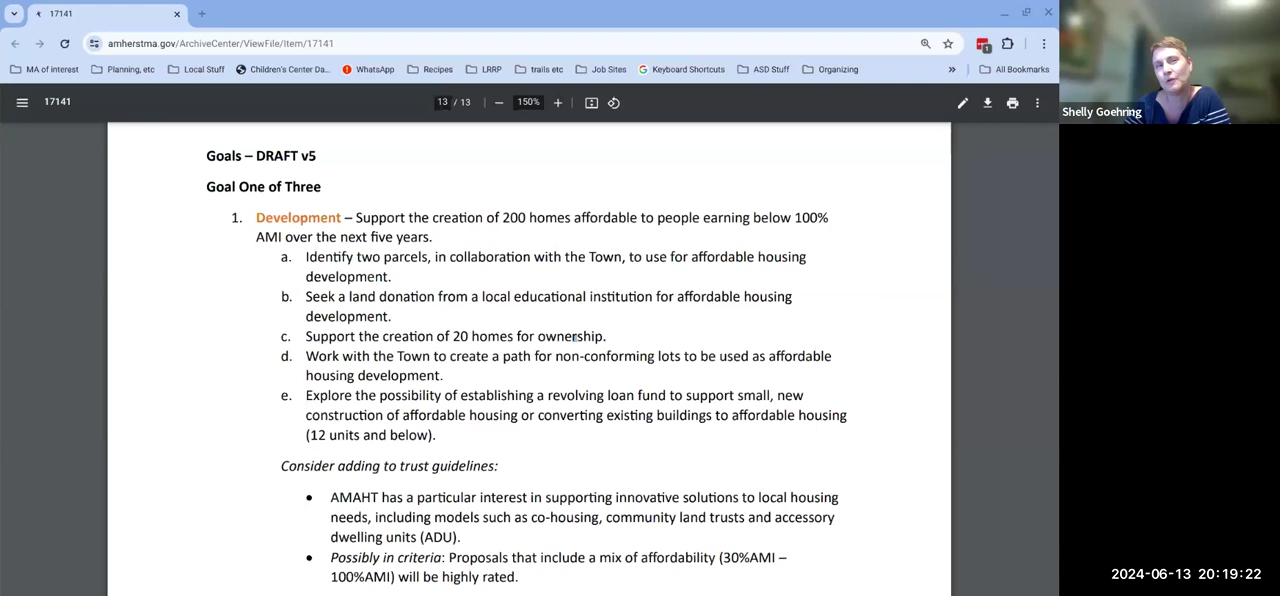 17141
amherstma.gov/ArchiveCenter/ViewFile/Item/17141
1
MA of interest
Planning, etc
Local Stuff
Children's Center Da...
WhatsApp
Recipes
LRRP
trails etc
Job Sites
Keyboard Shortcuts
ASD Stuff
Organizing
»
All Bookmarks
17141
13 / 13
150%
Shelly Goehring
Goals – DRAFT v5
Goal One of Three
1. Development – Support the creation of 200 homes affordable to people earning below 100%
AMI over the next five years.
a. Identify two parcels, in collaboration with the Town, to use for affordable housing
development.
b. Seek a land donation from a local educational institution for affordable housing
development.
c. Support the creation of 20 homes for ownership.
d. Work with the Town to create a path for non-conforming lots to be used as affordable
housing development.
e. Explore the possibility of establishing a revolving loan fund to support small, new
construction of affordable housing or converting existing buildings to affordable housing
(12 units and below).
Consider adding to trust guidelines:
• AMAHT has a particular interest in supporting innovative solutions to local housing
needs, including models such as co-housing, community land trusts and accessory
dwelling units (ADU).
• Possibly in criteria: Proposals that include a mix of affordability (30%AMI –
100%AMI) will be highly rated.
2024-06-13 20:19:22